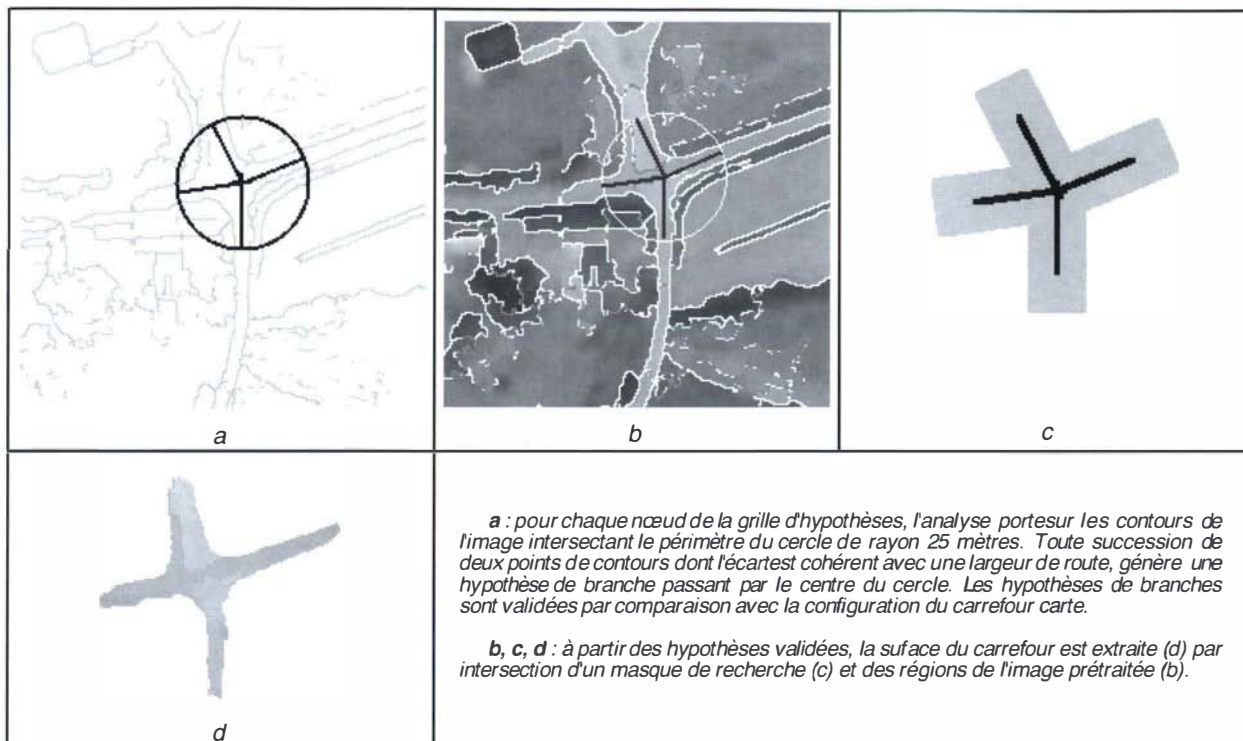 a
b
c
a : pour chaque nœud de la grille d'hypothèses, l'analyse portesur les contours de
l'image intersectant le périmètre du cercle de rayon 25 mètres. Toute succession de
deux points de contours dont l'écartest cohérent avec une largeur de route, génère une
hypothèse de branche passant par le centre du cercle. Les hypothèses de branches
sont validées par comparaison avec la configuration du carrefour carte.
b, c, d : à partir des hypothèses validées, la suface du carrefour est extraite (d) par
intersection d'un masque de recherche (c) et des régions de l'image prétraitée (b).
d